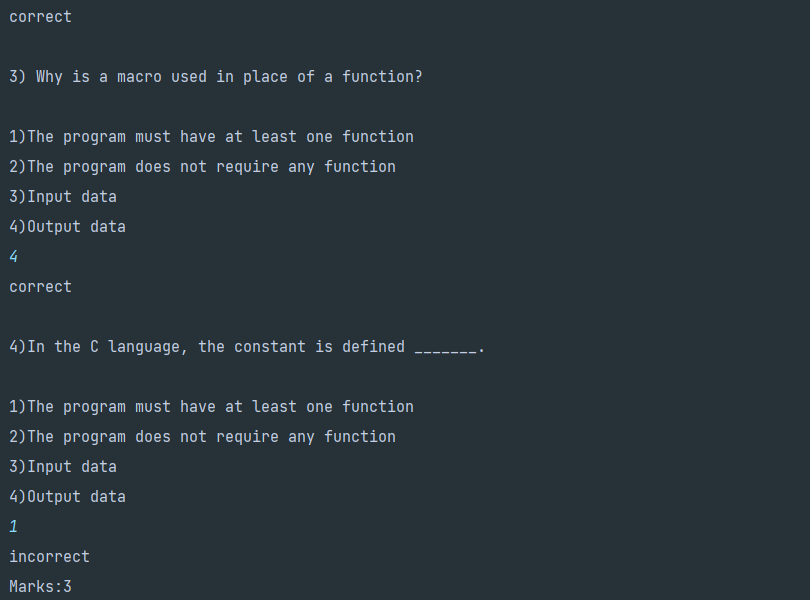 correct
3) Why is a macro used in place of a function?
1)The program must have at least one function
2)The program does not require any function
3)Input data
4)Output data
4
correct
4)In the C language, the constant is defined _______.
1)The program must have at least one function
2)The program does not require any function
3)Input data
4)Output data
1
incorrect
Marks:3